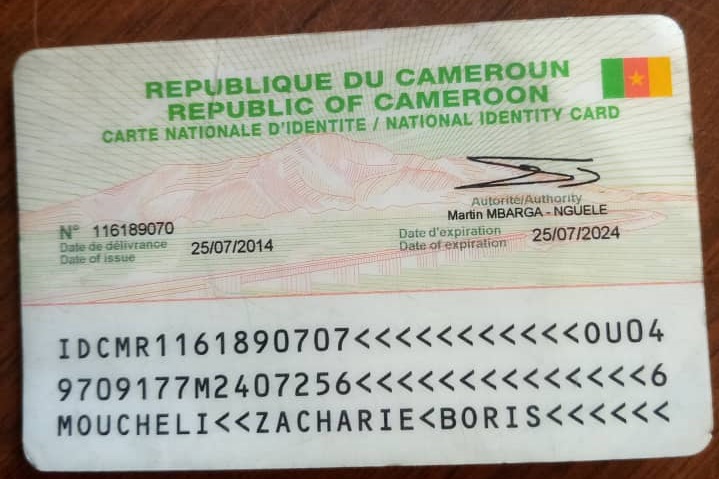 REPUBLIQUE DU CAMEROUN
REPUBLIC OF CAMEROON
CARTE NATIONALE D'IDENTITE / NATIONAL IDENTITY CARD
Autorité/Authority
Martin MBARGA - NGUELE
N° 116189070
Date de délivrance 25/07/2014
Date of issue
Date d'expiration 25/07/2024
Date of expiration
IDCMR1161890707<<<<<<<<<<<OU04
9709177M2407256<<<<<<<<<<<<<<6
MOUCHELI<<ZACHARIE<BORIS<<<<<<